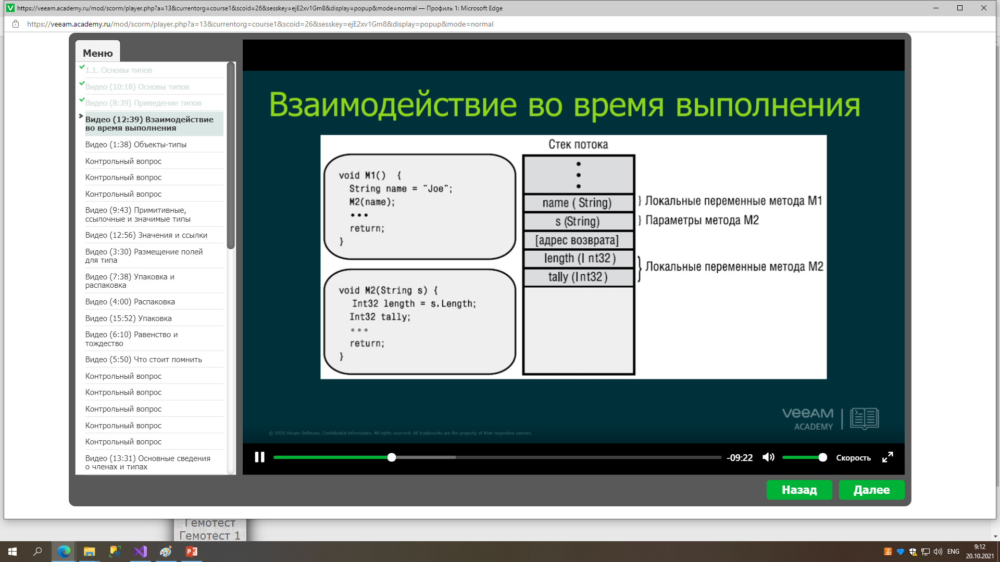 https://veeam.academy.ru/mod/scorm/player.php?a=13&currentorg=course1&scoid=26&sesskey=ejE2xv1Gm8&display=popup&mode=normal — Профиль 1: Microsoft Edge
https://veeam.academy.ru/mod/scorm/player.php?a=13&currentorg=course1&scoid=26&sesskey=ejE2xv1Gm8&display=popup&mode=normal
Меню
1.1. Основы типов
Видео (10:18) Основы типов
Видео (8:39) Приведение типов
Видео (12:39) Взаимодействие
во время выполнения
Видео (1:38) Объекты-типы
Контрольный вопрос
Контрольный вопрос
Контрольный вопрос
Видео (9:43) Примитивные,
ссылочные и значимые типы
Видео (12:56) Значения и ссылки
Видео (3:30) Размещение полей
для типа
Видео (7:38) Упаковка и
распаковка
Видео (4:00) Распаковка
Видео (15:52) Упаковка
Видео (6:10) Равенство и
тождество
Видео (5:50) Что стоит помнить
Контрольный вопрос
Контрольный вопрос
Контрольный вопрос
Контрольный вопрос
Контрольный вопрос
Видео (13:31) Основные сведения
о членах и типах
Взаимодействие во время выполнения
void M1() {
String name = "Joe";
M2(name);
•••
return;
}
void M2(String s) {
Int32 length = s.Length;
Int32 tally;
•••
return;
}
Стек потока
name ( String)
s (String)
[адрес возврата]
length (Int32)
tally (Int32)
} Локальные переменные метода M1
} Параметры метода M2
} Локальные переменные метода M2
veeAM
ACADEMY
© 2020 Veeam Software. Confidential information. All rights reserved. All trademarks are the property of their respective owners.
-09:22
Скорость
Назад
Далее
Гемотест
Гемотест 1
ENG
9:12
20.10.2021